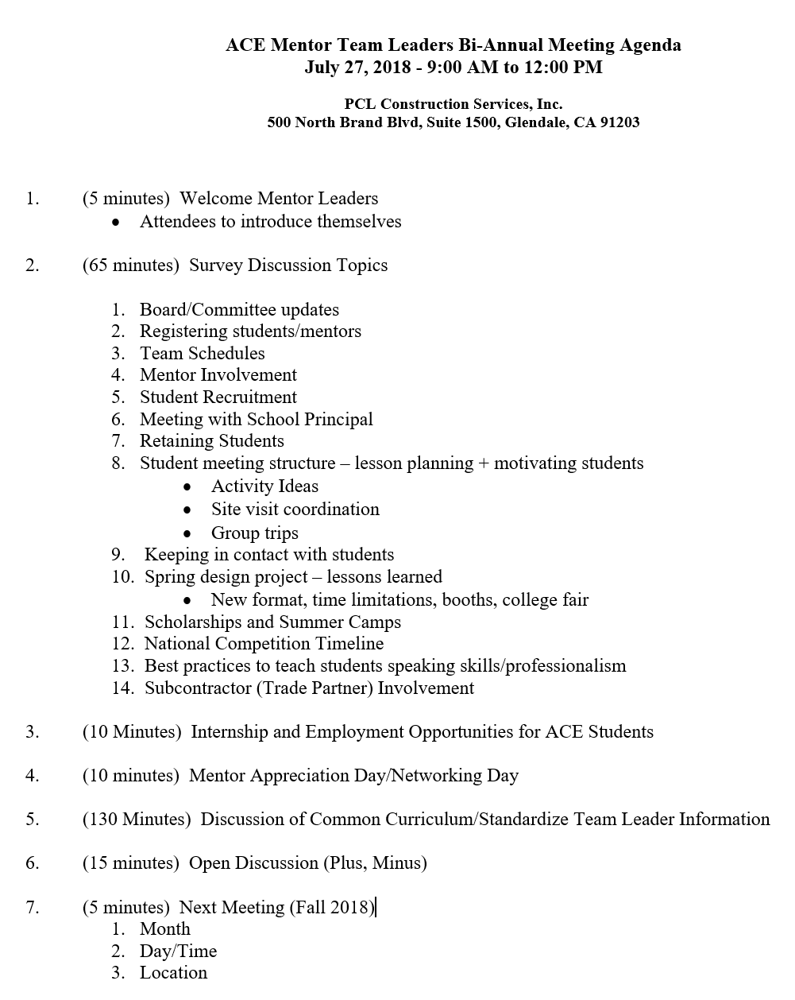 ACE Mentor Team Leaders Bi-Annual Meeting Agenda
July 27, 2018 - 9:00 AM to 12:00 PM
PCL Construction Services, Inc.
500 North Brand Blvd, Suite 1500, Glendale, CA 91203
1. (5 minutes) Welcome Mentor Leaders
• Attendees to introduce themselves
2. (65 minutes) Survey Discussion Topics
1. Board/Committee updates
2. Registering students/mentors
3. Team Schedules
4. Mentor Involvement
5. Student Recruitment
6. Meeting with School Principal
7. Retaining Students
8. Student meeting structure – lesson planning + motivating students
• Activity Ideas
• Site visit coordination
• Group trips
9. Keeping in contact with students
10. Spring design project – lessons learned
• New format, time limitations, booths, college fair
11. Scholarships and Summer Camps
12. National Competition Timeline
13. Best practices to teach students speaking skills/professionalism
14. Subcontractor (Trade Partner) Involvement
3. (10 Minutes) Internship and Employment Opportunities for ACE Students
4. (10 minutes) Mentor Appreciation Day/Networking Day
5. (130 Minutes) Discussion of Common Curriculum/Standardize Team Leader Information
6. (15 minutes) Open Discussion (Plus, Minus)
7. (5 minutes) Next Meeting (Fall 2018)
1. Month
2. Day/Time
3. Location